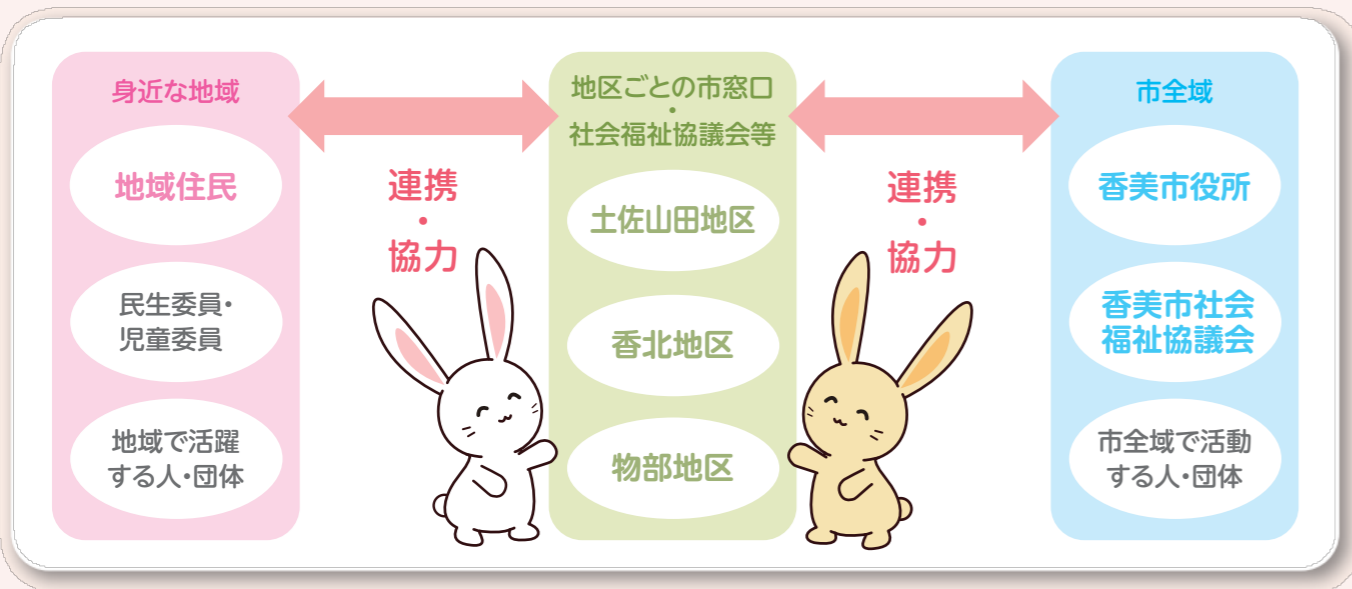 身近な地域
地域住民
民生委員・
児童委員
地域で活躍
する人・団体
連携
・
協力
地区ごとの市窓口
・
社会福祉協議会等
土佐山田地区
香北地区
物部地区
連携
・
協力
市全域
香美市役所
香美市社会
福祉協議会
市全域で活動
する人・団体